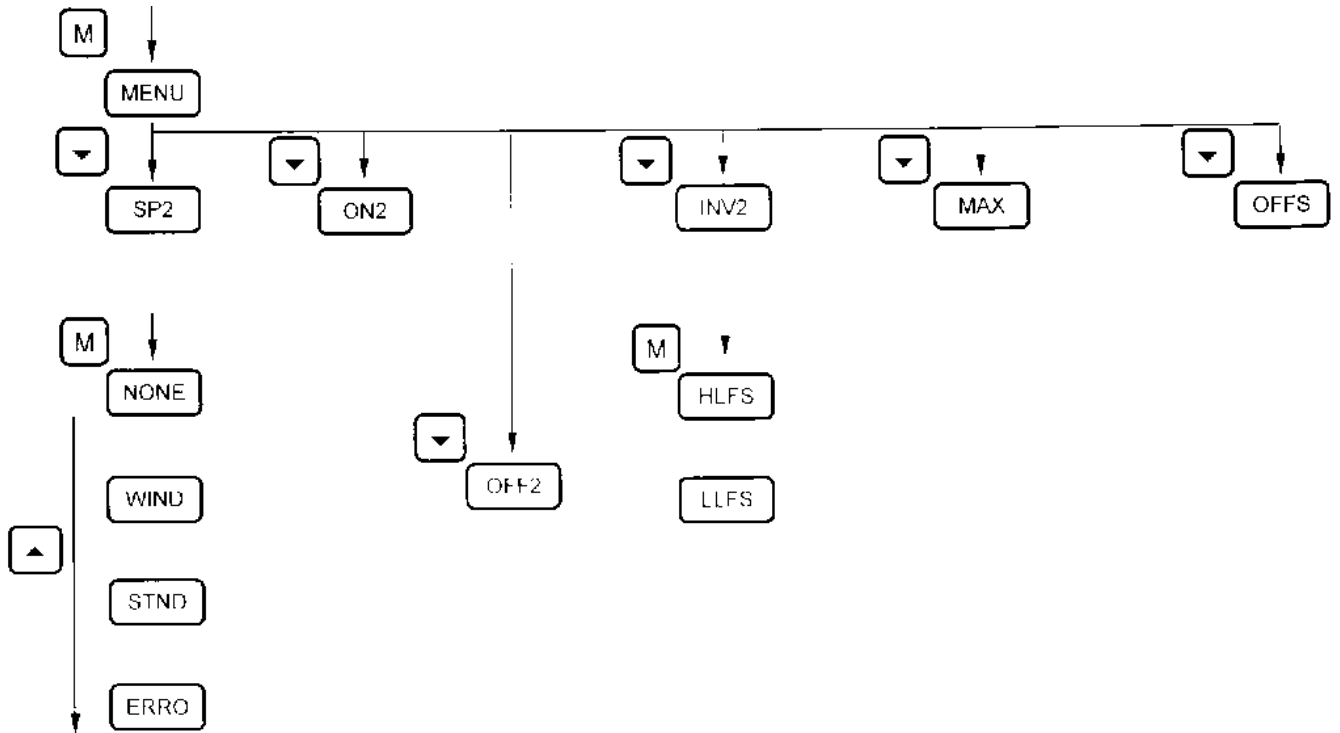 M
MENU
SP2
ON2
INV2
MAX
OFFS
M
NONE
M
HLFS
OFF2
WIND
LLFS
STND
ERRO